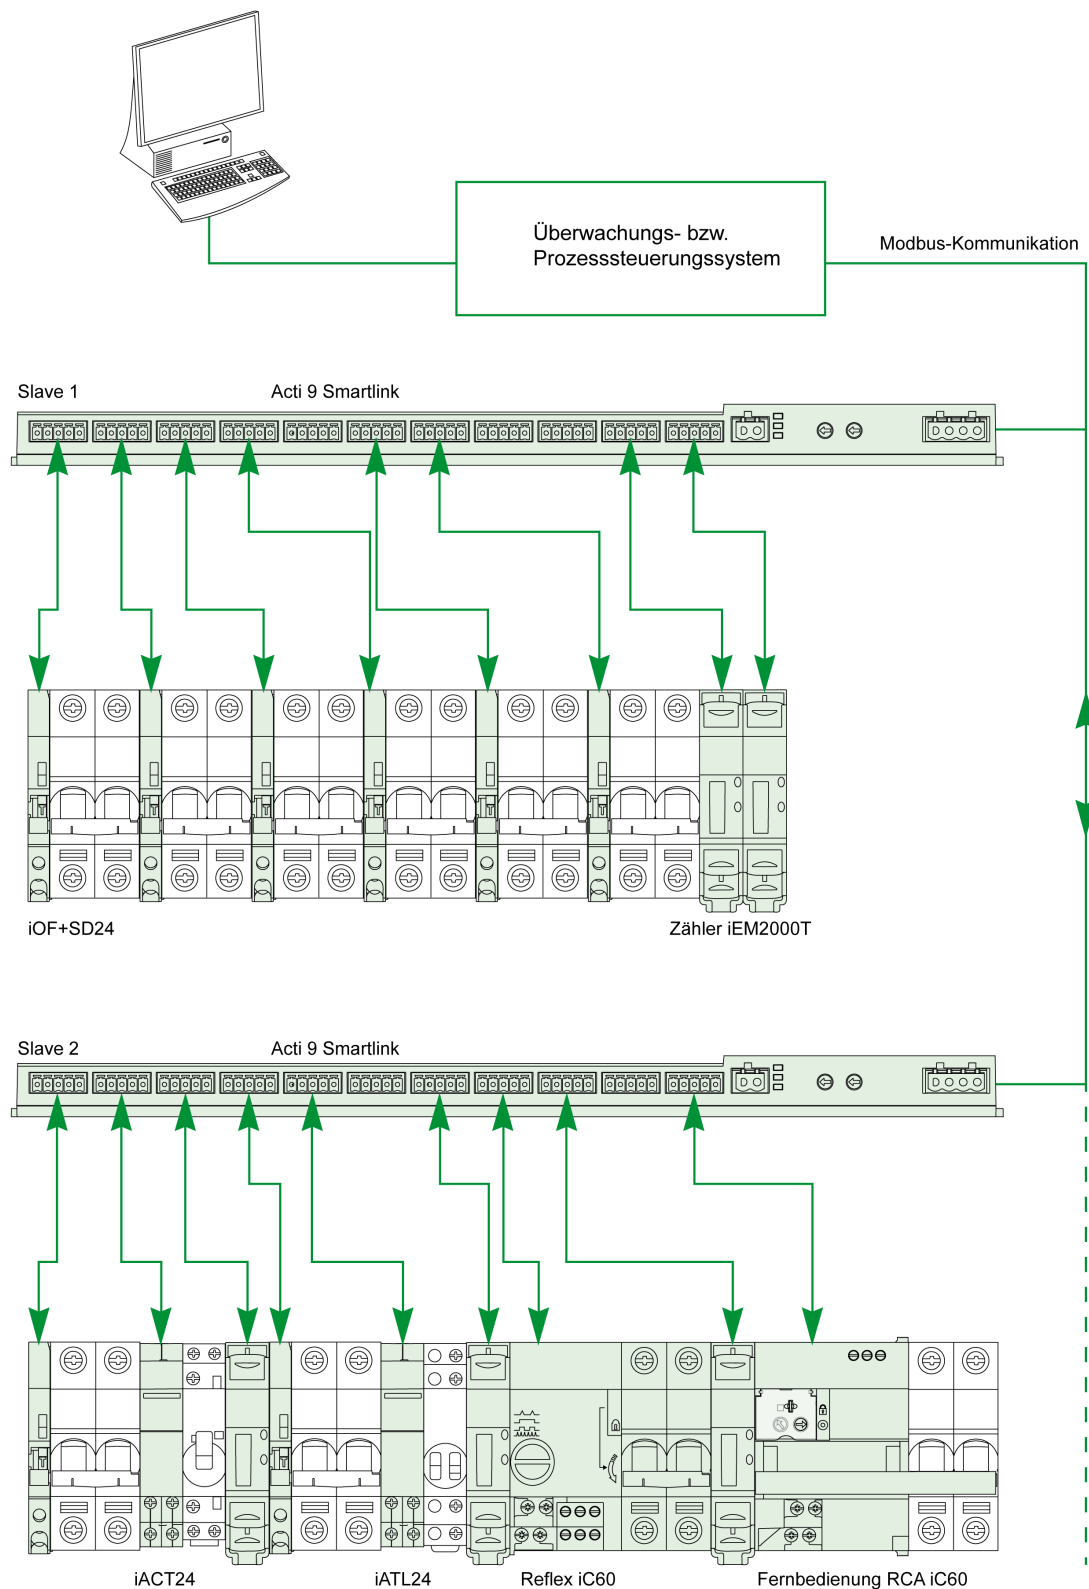 Überwachungs- bzw.
Prozesssteuerungssystem
Modbus-Kommunikation
Slave 1
Acti 9 Smartlink
iOF+SD24
Zähler iEM2000T
Slave 2
Acti 9 Smartlink
iACT24
iATL24
Reflex iC60
Fernbedienung RCA iC60